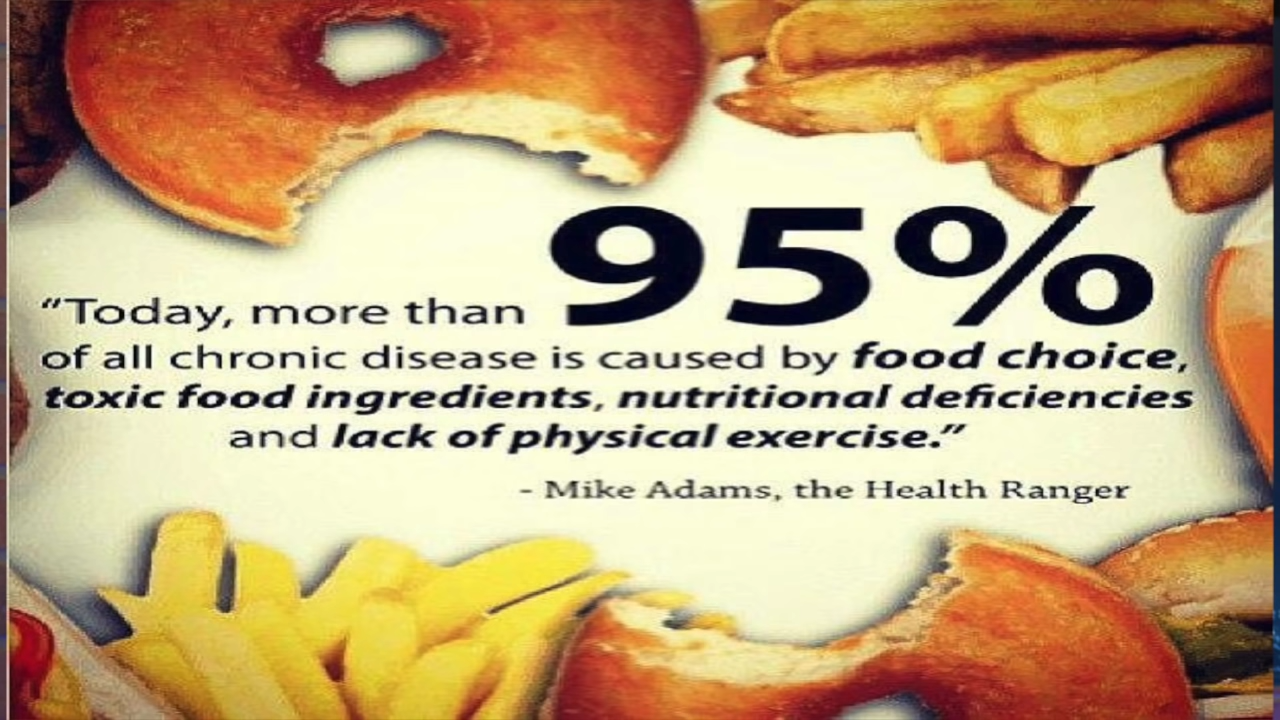 “Today, more than 95%
of all chronic disease is caused by food choice,
toxic food ingredients, nutritional deficiencies
and lack of physical exercise.”
- Mike Adams, the Health Ranger